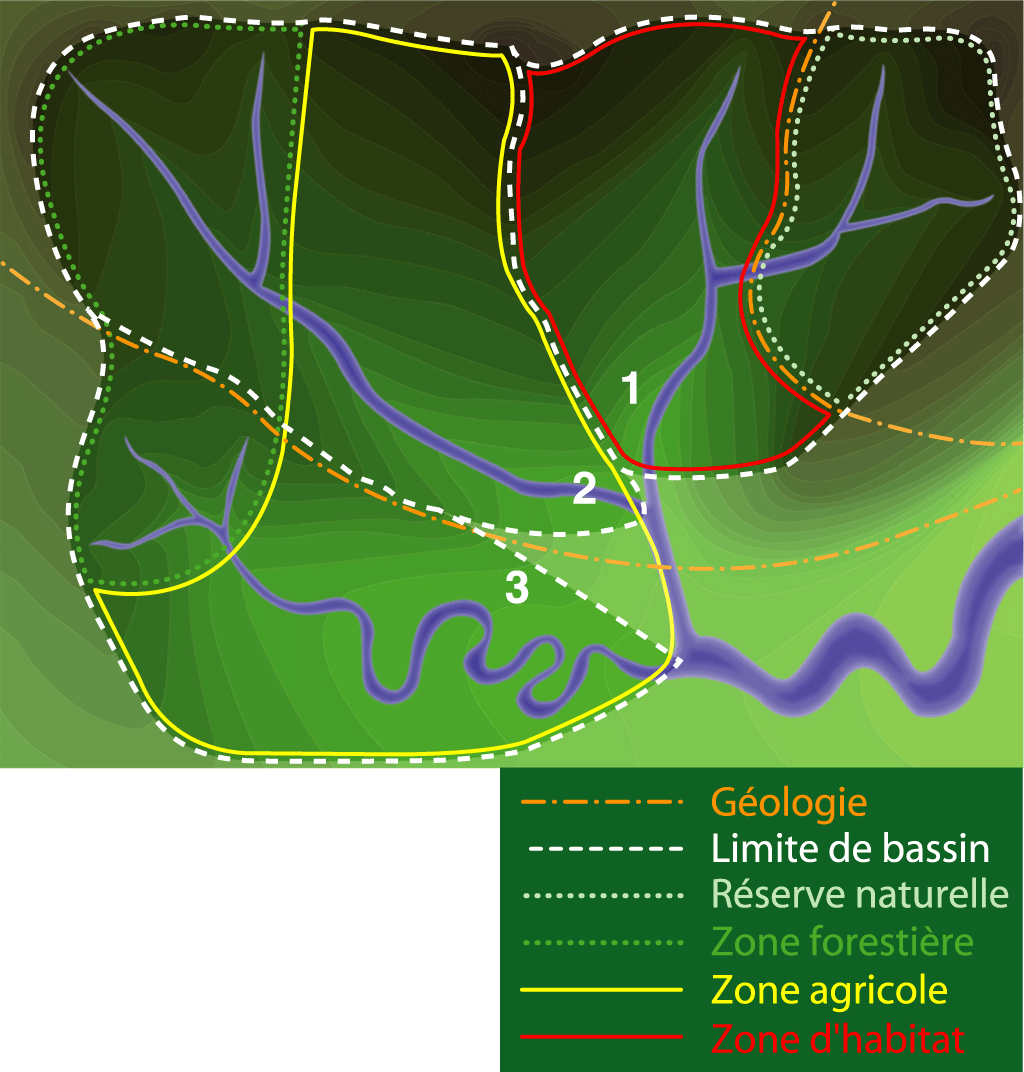 1
2
3
Géologie
Limite de bassin
Réserve naturelle
Zone forestière
Zone agricole
Zone d'habitat